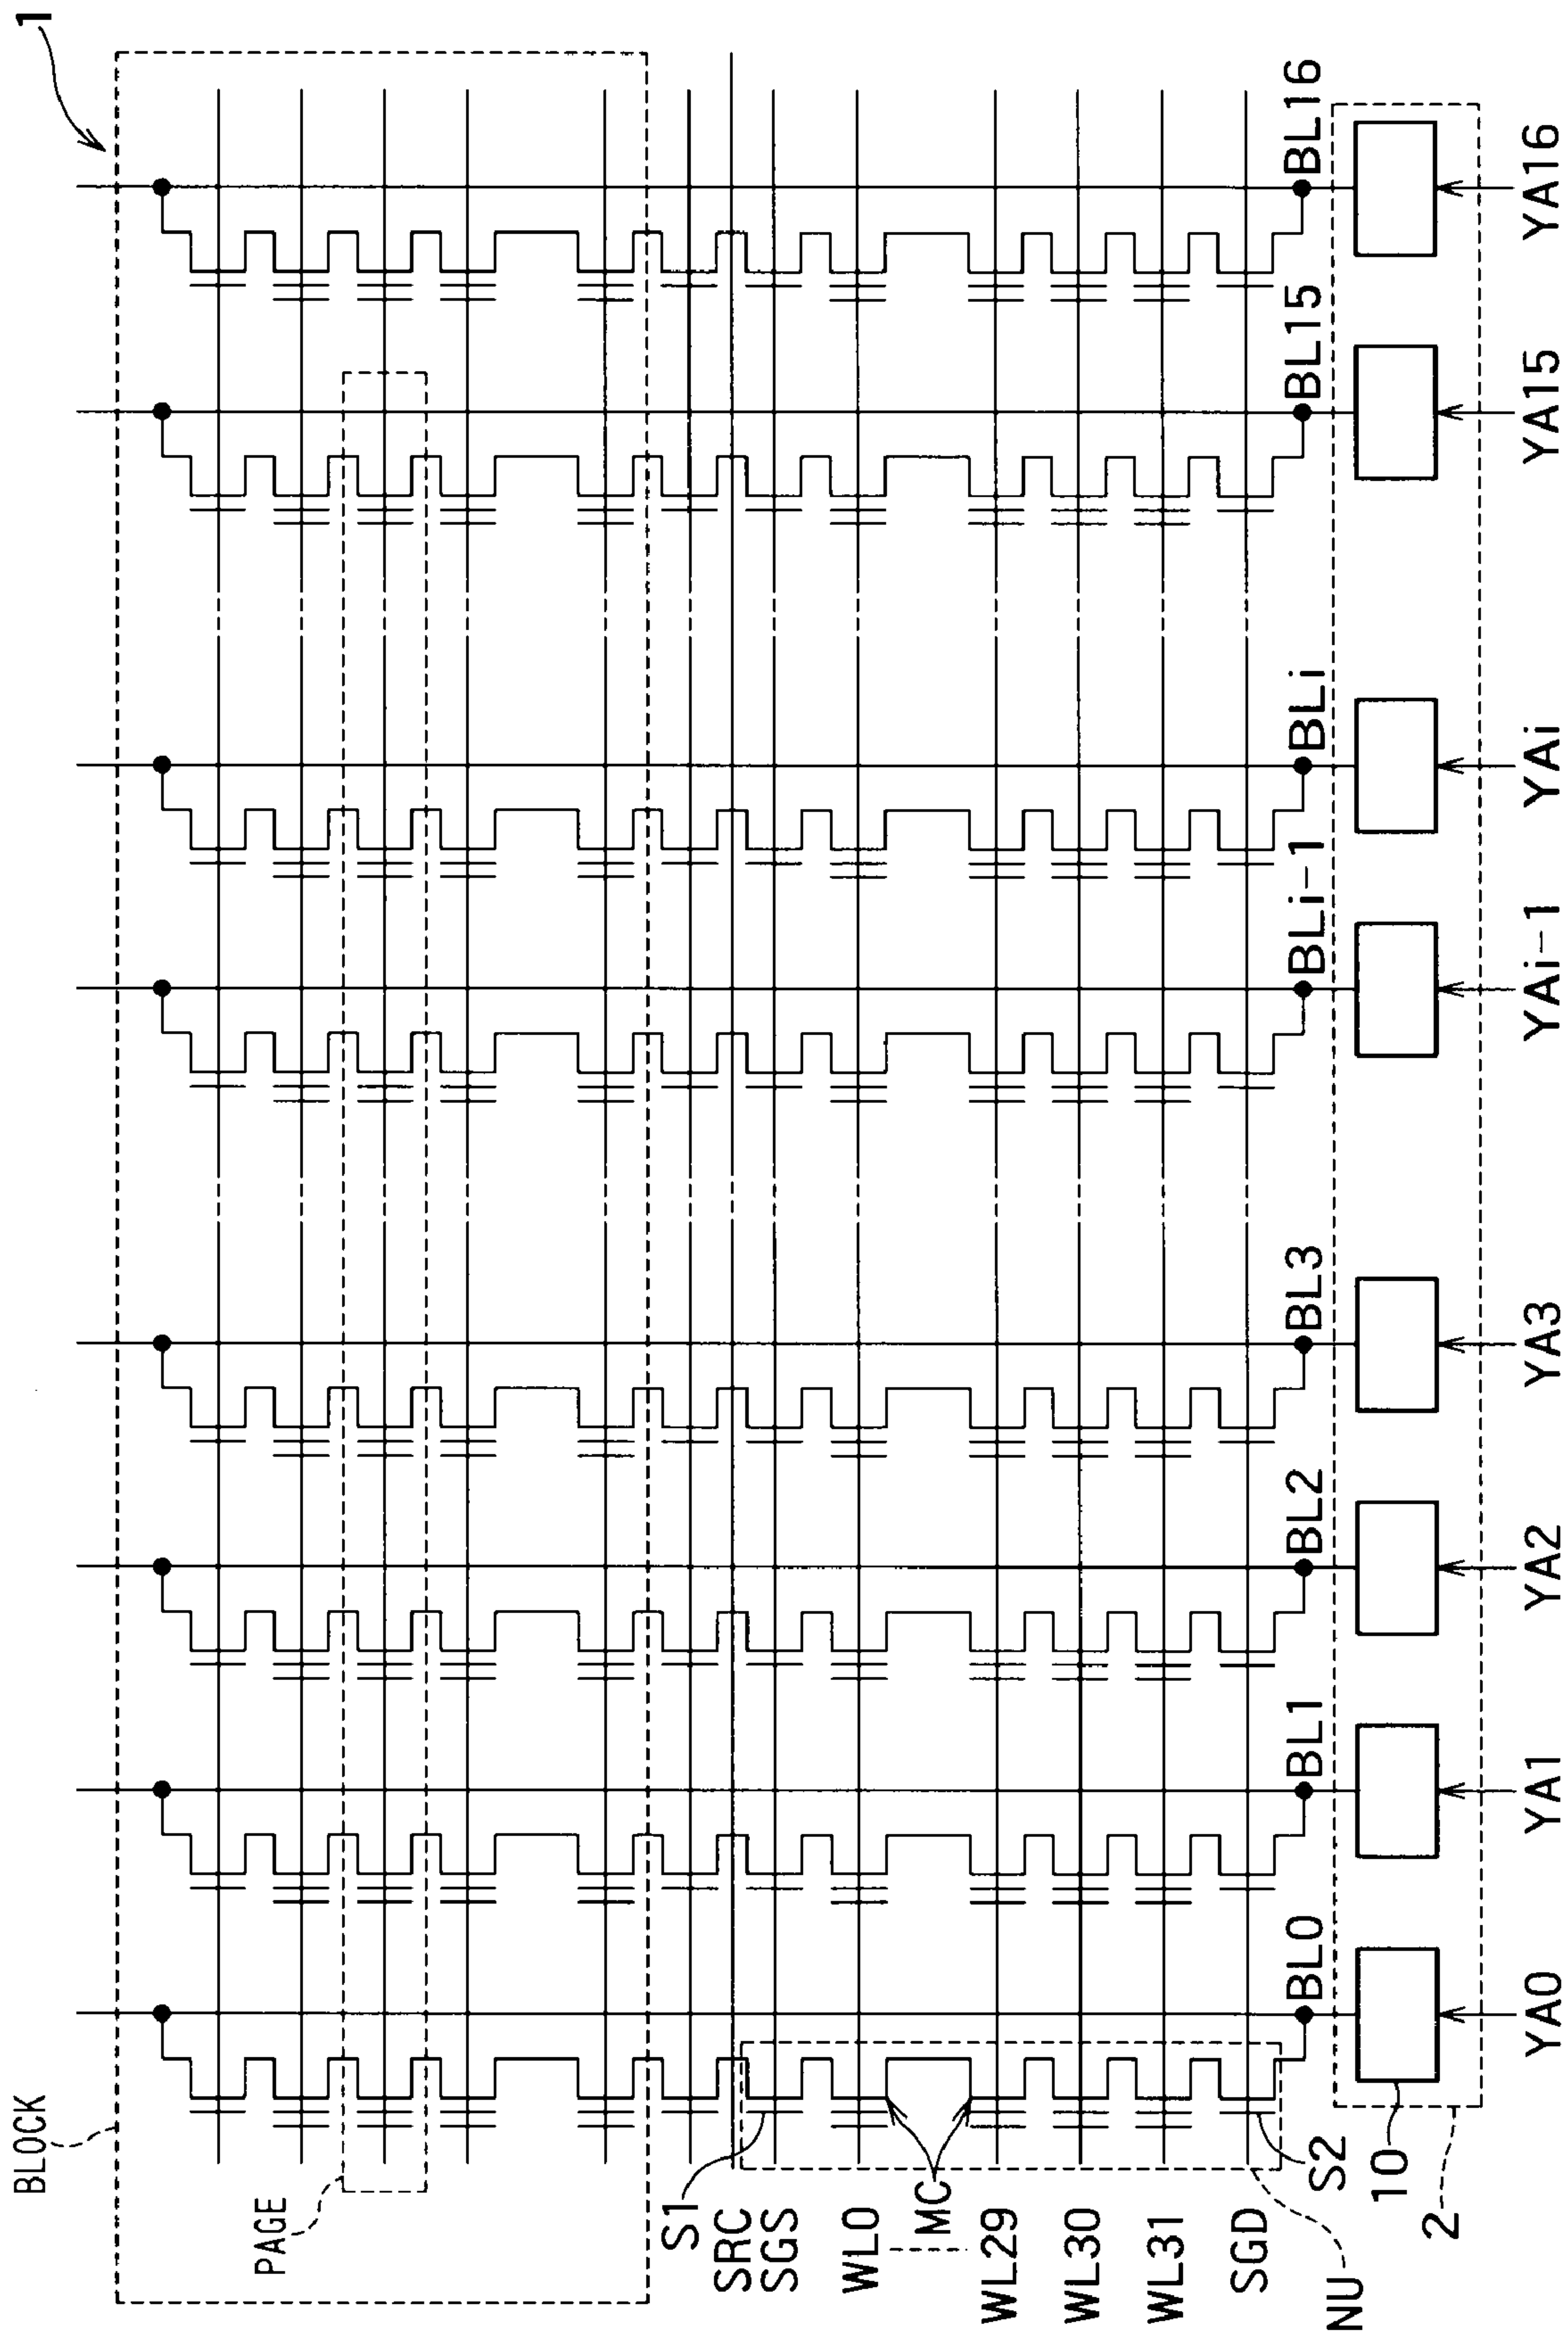 1
BLOCK
PAGE
S1
SRC
SGS
WL0
MC
WL29
WL30
WL31
SGD
NU
S2
10
2
BL0
BL1
BL2
BL3
BLi-1
BLi
BL15
BL16
YA0
YA1
YA2
YA3
YAi-1
YAi
YA15
YA16